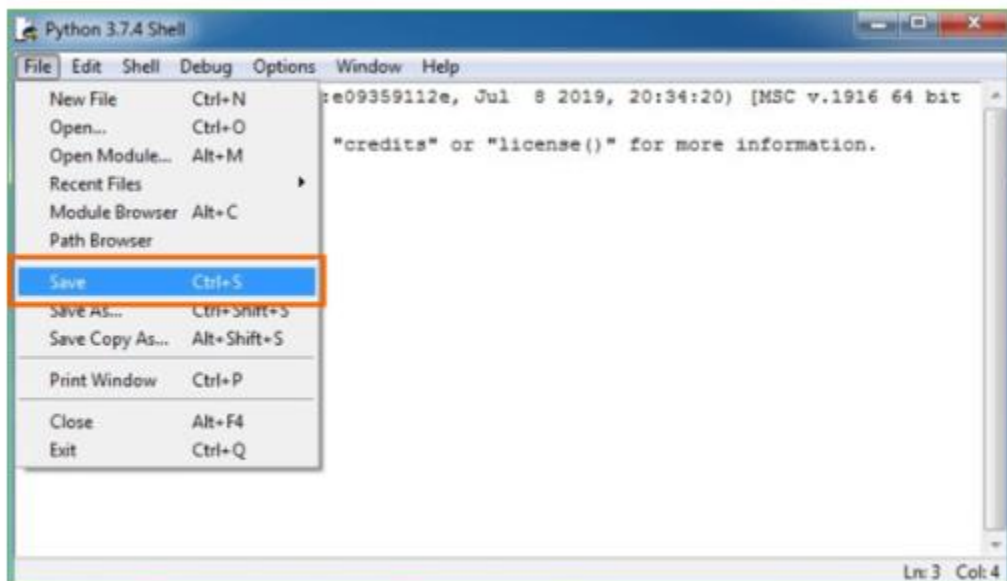 Python 3.7.4 Shell
File Edit Shell Debug Options Window Help
New File Ctrl+N
:e09359112e, Jul 8 2019, 20:34:20) [MSC v.1916 64 bit
Open... Ctrl+O
"credits" or "license()" for more information.
Open Module... Alt+M
Recent Files
Module Browser Alt+C
Path Browser
Save Ctrl+S
Save As... Ctrl+Shift+S
Save Copy As... Alt+Shift+S
Print Window Ctrl+P
Close Alt+F4
Exit Ctrl+Q
Ln: 3 Col: 4